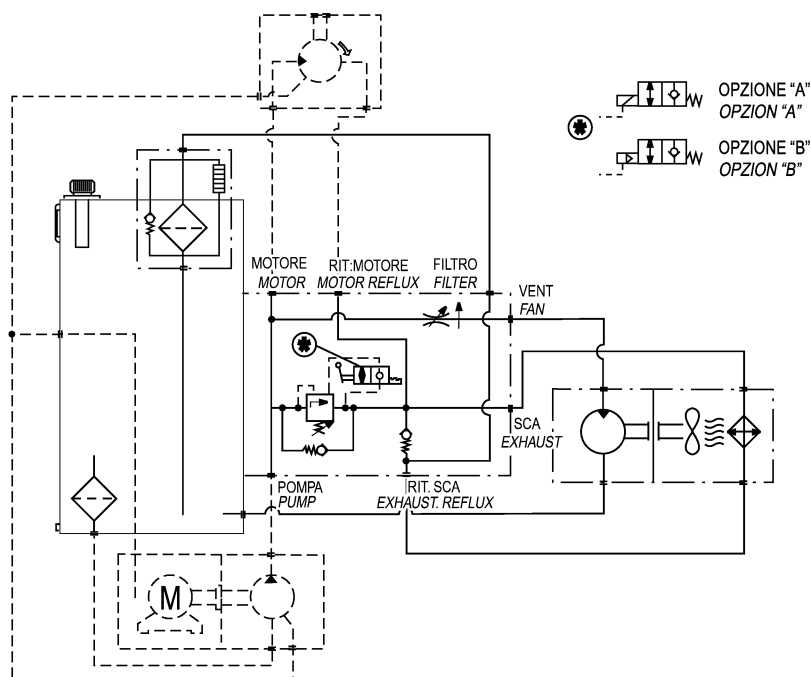 OPZIONE "A"
OPZION "A"
OPZIONE "B"
OPZION "B"
MOTORE
MOTOR
RIT:MOTORE
MOTOR REFLUX
FILTRO
FILTER
VENT
FAN
SCA
EXHAUST
POMPA
PUMP
RIT. SCA
EXHAUST. REFLUX
M